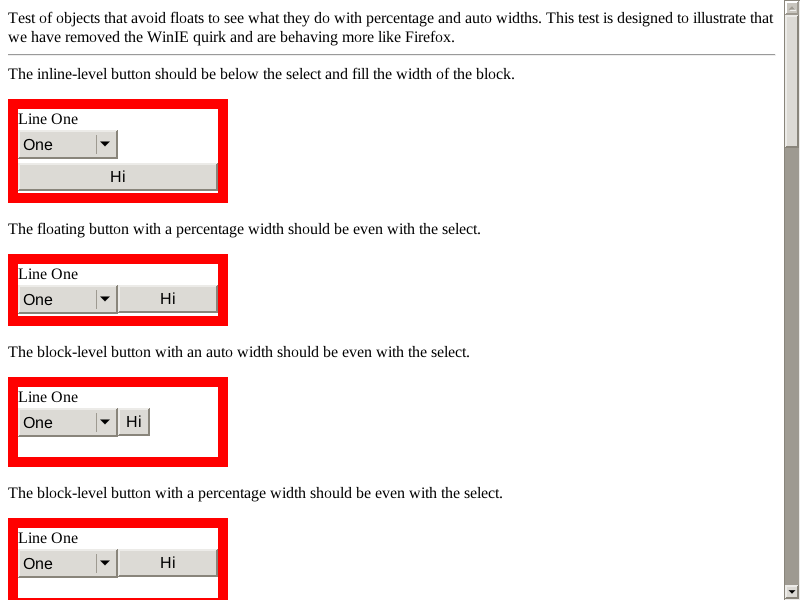 Test of objects that avoid floats to see what they do with percentage and auto widths. This test is designed to illustrate that
we have removed the WinIE quirk and are behaving more like Firefox.
The inline-level button should be below the select and fill the width of the block.
Line One
One
Hi
The floating button with a percentage width should be even with the select.
Line One
One Hi
The block-level button with an auto width should be even with the select.
Line One
One Hi
The block-level button with a percentage width should be even with the select.
Line One
One Hi